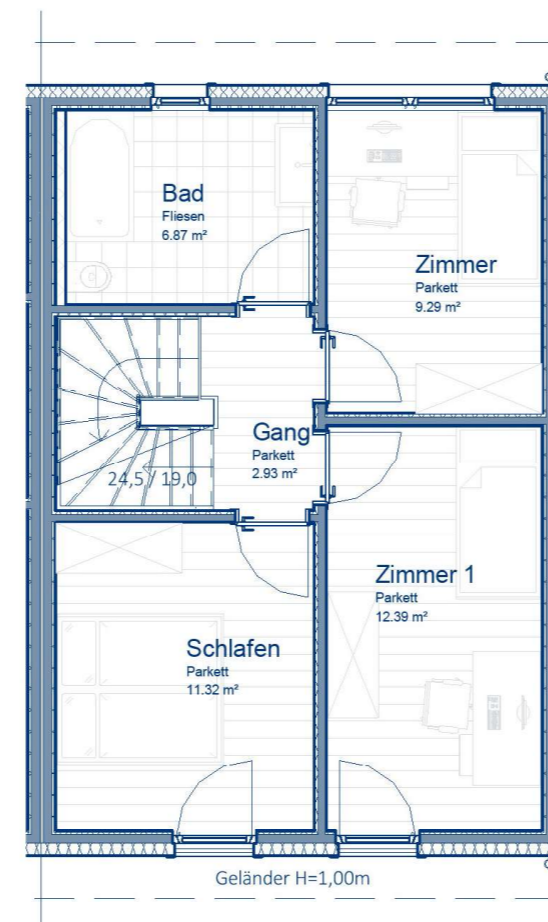 Bad
Fliesen
6.87 m²
Zimmer
Parkett
9.29 m²
Gang
Parkett
2.93 m²
24,5 / 19,0
Zimmer 1
Parkett
12.39 m²
Schlafen
Parkett
11.32 m²
Geländer H=1,00m